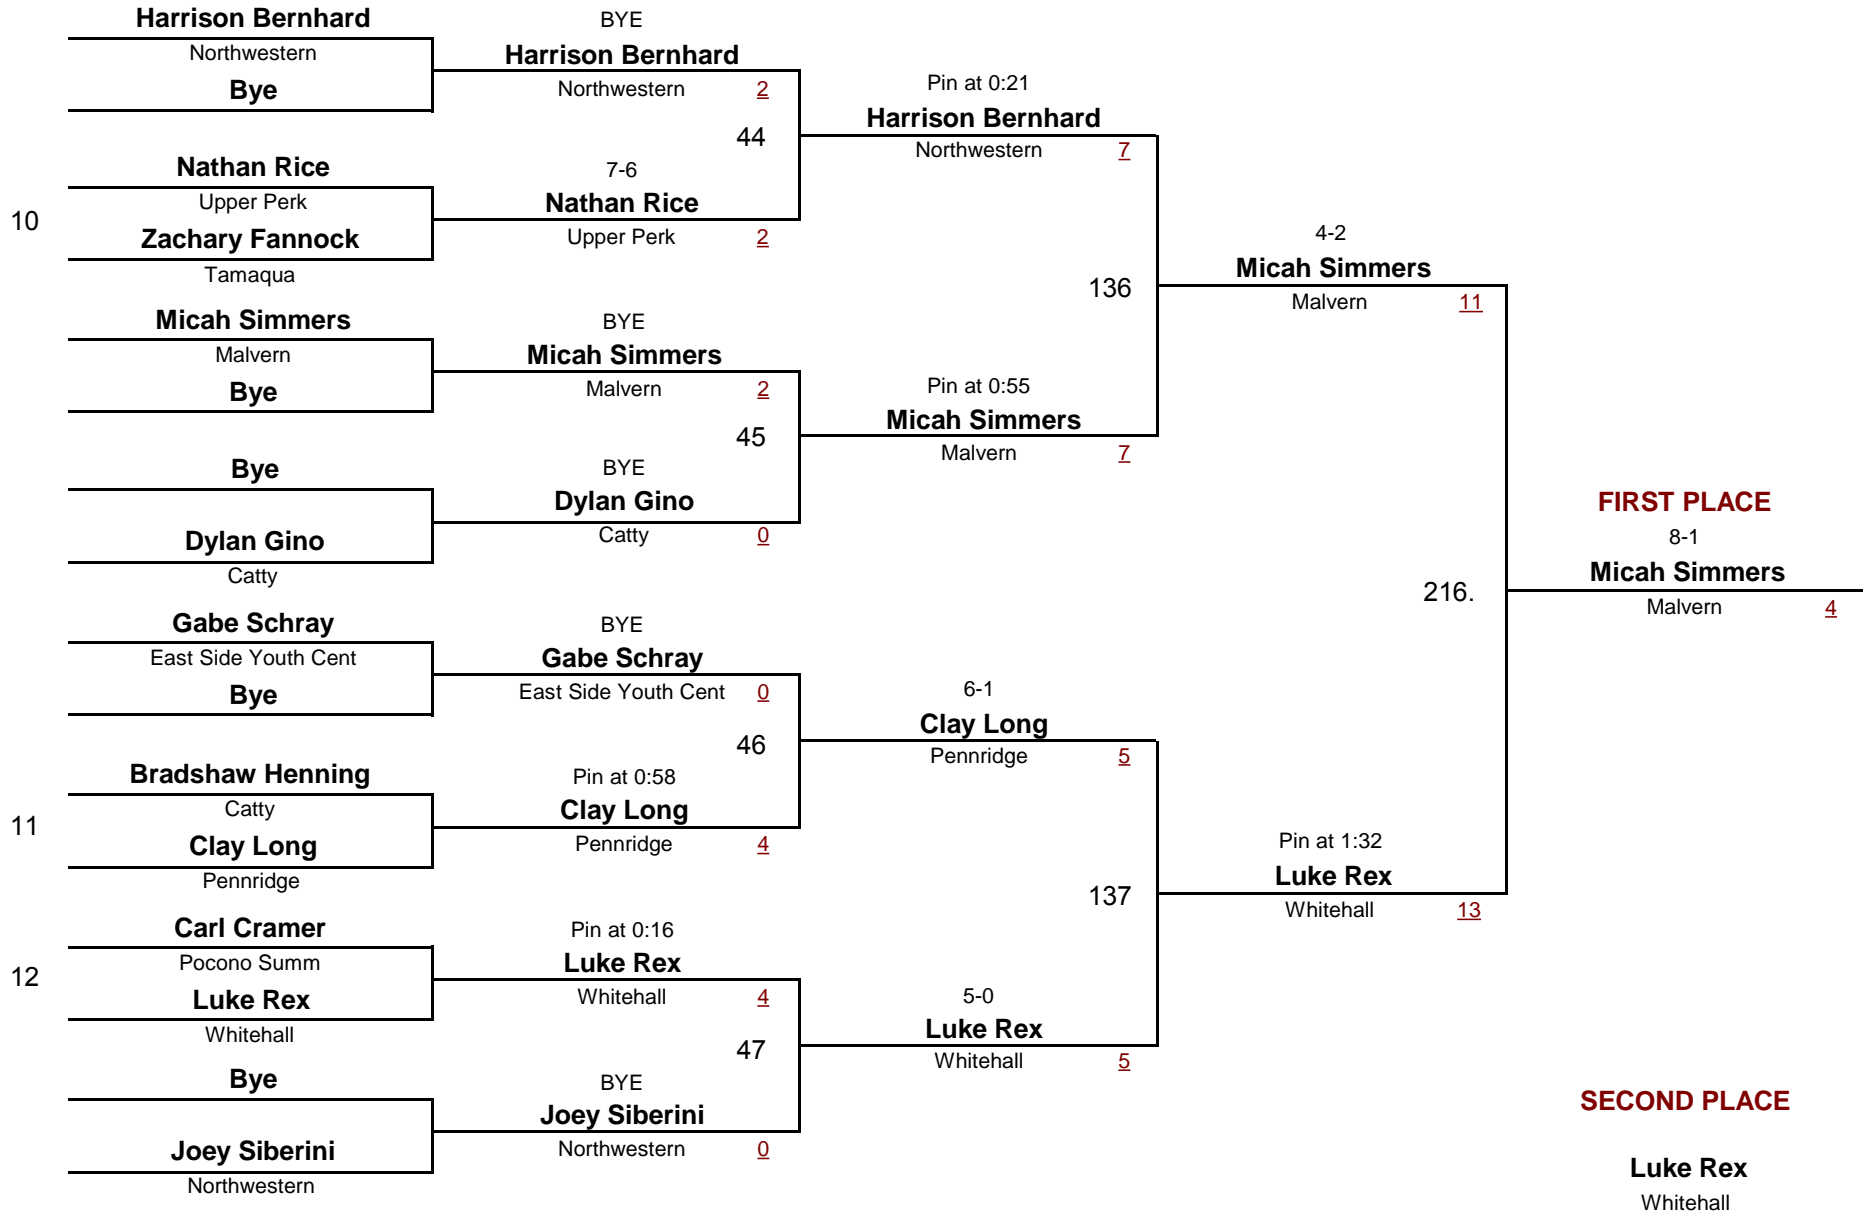 Harrison Bernhard
Northwestern
Bye
10
Nathan Rice
Upper Perk
Zachary Fannock
Tamaqua
Micah Simmers
Malvern
Bye
Bye
Dylan Gino
Catty
Gabe Schray
East Side Youth Cent
Bye
11
Bradshaw Henning
Catty
Clay Long
Pennridge
12
Carl Cramer
Pocono Summ
Luke Rex
Whitehall
Bye
Joey Siberini
Northwestern
BYE
Harrison Bernhard
Northwestern 2
44
7-6
Nathan Rice
Upper Perk 2
BYE
Micah Simmers
Malvern 2
45
BYE
Dylan Gino
Catty 0
BYE
Gabe Schray
East Side Youth Cent 0
46
Pin at 0:58
Clay Long
Pennridge 4
Pin at 0:16
Luke Rex
Whitehall 4
47
BYE
Joey Siberini
Northwestern 0
Pin at 0:21
Harrison Bernhard
Northwestern 7
136
Pin at 0:55
Micah Simmers
Malvern 7
6-1
Clay Long
Pennridge 5
137
5-0
Luke Rex
Whitehall 5
4-2
Micah Simmers
Malvern 11
216.
Pin at 1:32
Luke Rex
Whitehall 13
FIRST PLACE
8-1
Micah Simmers
Malvern 4
SECOND PLACE
Luke Rex
Whitehall